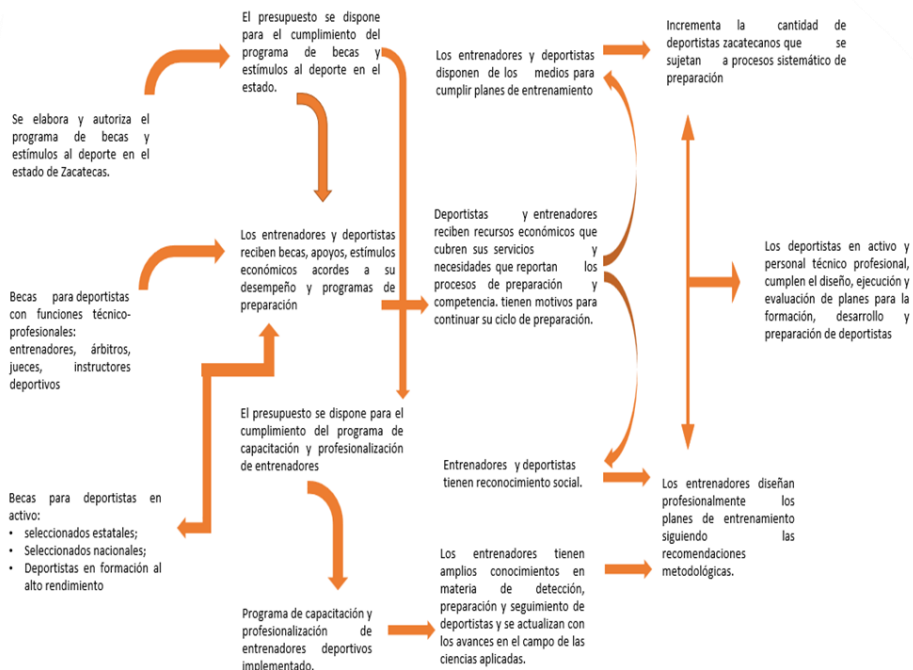 El presupuesto se dispone
para el cumplimiento del
programa de becas y
estímulos al deporte en el
estado.
Se elabora y autoriza el
programa de becas y
estímulos al deporte en el
estado de Zacatecas.
Los entrenadores y deportistas
disponen de los medios para
cumplir planes de entrenamiento
Incrementa la cantidad de
deportistas zacatecanos que se
sujetan a procesos sistemático de
preparación
Los entrenadores y deportistas
reciben becas, apoyos, estímulos
económicos acordes a su
desempeño y programas de
preparación
Deportistas y entrenadores
reciben recursos económicos que
cubren sus servicios y
necesidades que reportan los
procesos de preparación y
competencia. tienen motivos para
continuar su ciclo de preparación.
Los deportistas en activo y
personal técnico profesional,
cumplen el diseño, ejecución y
evaluación de planes para la
formación, desarrollo y
preparación de deportistas
Becas para deportistas
con funciones técnico-
profesionales:
entrenadores, árbitros,
jueces, instructores
deportivos
El presupuesto se dispone para el
cumplimiento del programa de
capacitación y profesionalización
de entrenadores
Entrenadores y deportistas
tienen reconocimiento social.
Los entrenadores diseñan
profesionalmente los
planes de entrenamiento
siguiendo las
recomendaciones
metodológicas.
Becas para deportistas en
activo:
• seleccionados estatales;
• Seleccionados nacionales;
• Deportistas en formación al
alto rendimiento
Los entrenadores tienen
amplios conocimientos en
materia de detección,
preparación y seguimiento de
deportistas y se actualizan con
los avances en el campo de las
ciencias aplicadas.
Programa de capacitación y
profesionalización de
entrenadores deportivos
implementado.